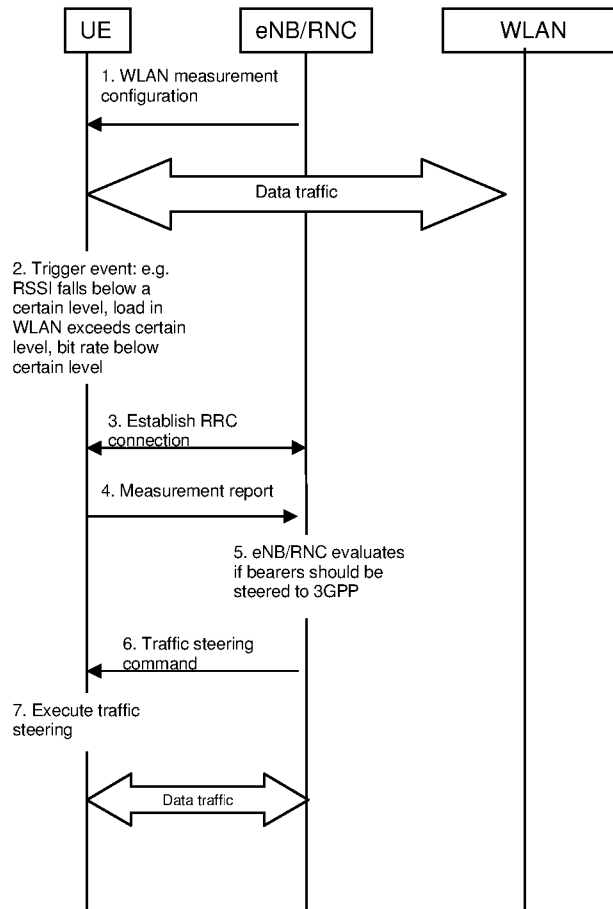 UE
eNB/RNC
WLAN
1. WLAN measurement
configuration
Data traffic
2. Trigger event: e.g.
RSSI falls below a
certain level, load in
WLAN exceeds certain
level, bit rate below
certain level
3. Establish RRC
connection
4. Measurement report
5. eNB/RNC evaluates
if bearers should be
steered to 3GPP
6. Traffic steering
command
7. Execute traffic
steering
Data traffic